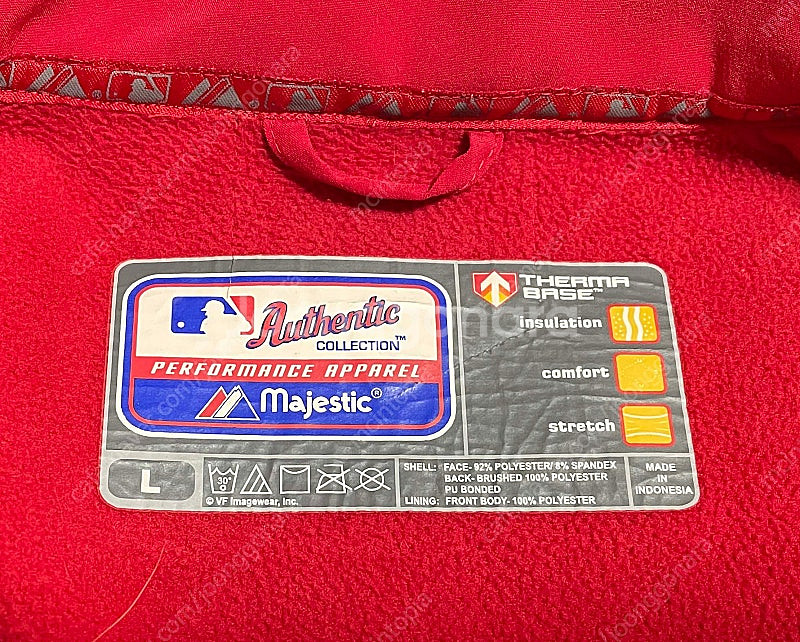 Authentic
COLLECTION™
PERFORMANCE APPAREL
Majestic®
THERMA
BASE™
insulation
comfort
stretch
L
30°
© VF Imagewear, Inc.
SHELL: FACE- 92% POLYESTER/ 8% SPANDEX
BACK- BRUSHED 100% POLYESTER
PU BONDED
LINING: FRONT BODY- 100% POLYESTER
MADE
IN
INDONESIA